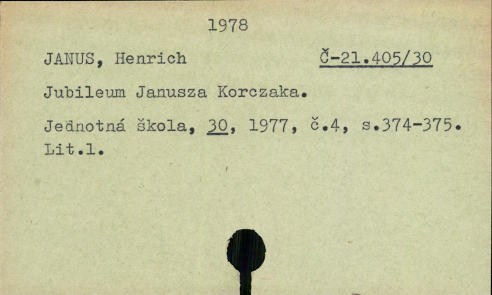 1978
JANUS, Henrich Č-21.405/30
Jubileum Janusza Korczaka.
Jednotná škola, 30, 1977, č.4, s.374-375.
Lit.1.